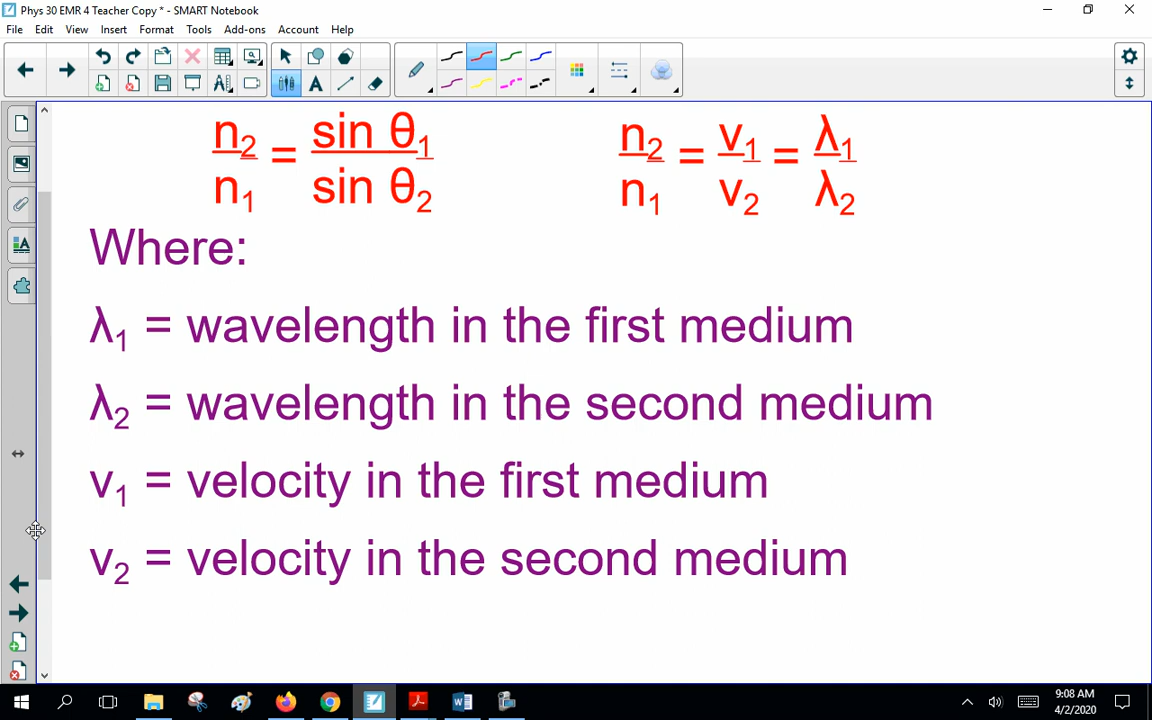 Phys 30 EMR 4 Teacher Copy * - SMART Notebook
File Edit View Insert Format Tools Add-ons Account Help
n₂/n₁ = sin θ₁/sin θ₂
n₂/n₁ = v₁/v₂ = λ₁/λ₂
Where:
λ₁ = wavelength in the first medium
λ₂ = wavelength in the second medium
v₁ = velocity in the first medium
v₂ = velocity in the second medium
9:08 AM
4/2/2020